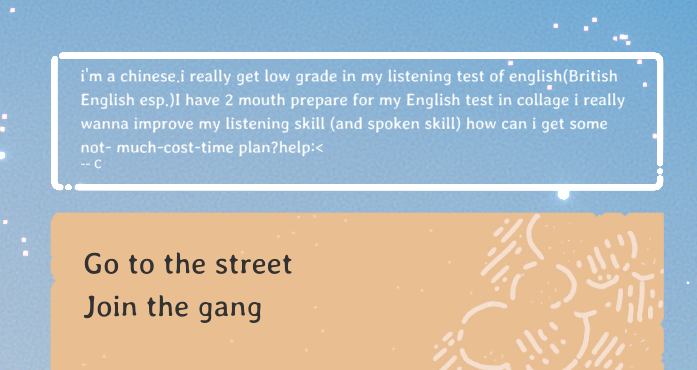 i'm a chinese.i really get low grade in my listening test of english(British
English esp.)I have 2 mouth prepare for my English test in collage i really
wanna improve my listening skill (and spoken skill) how can i get some
not- much-cost-time plan?help:<
-- C
Go to the street
Join the gang